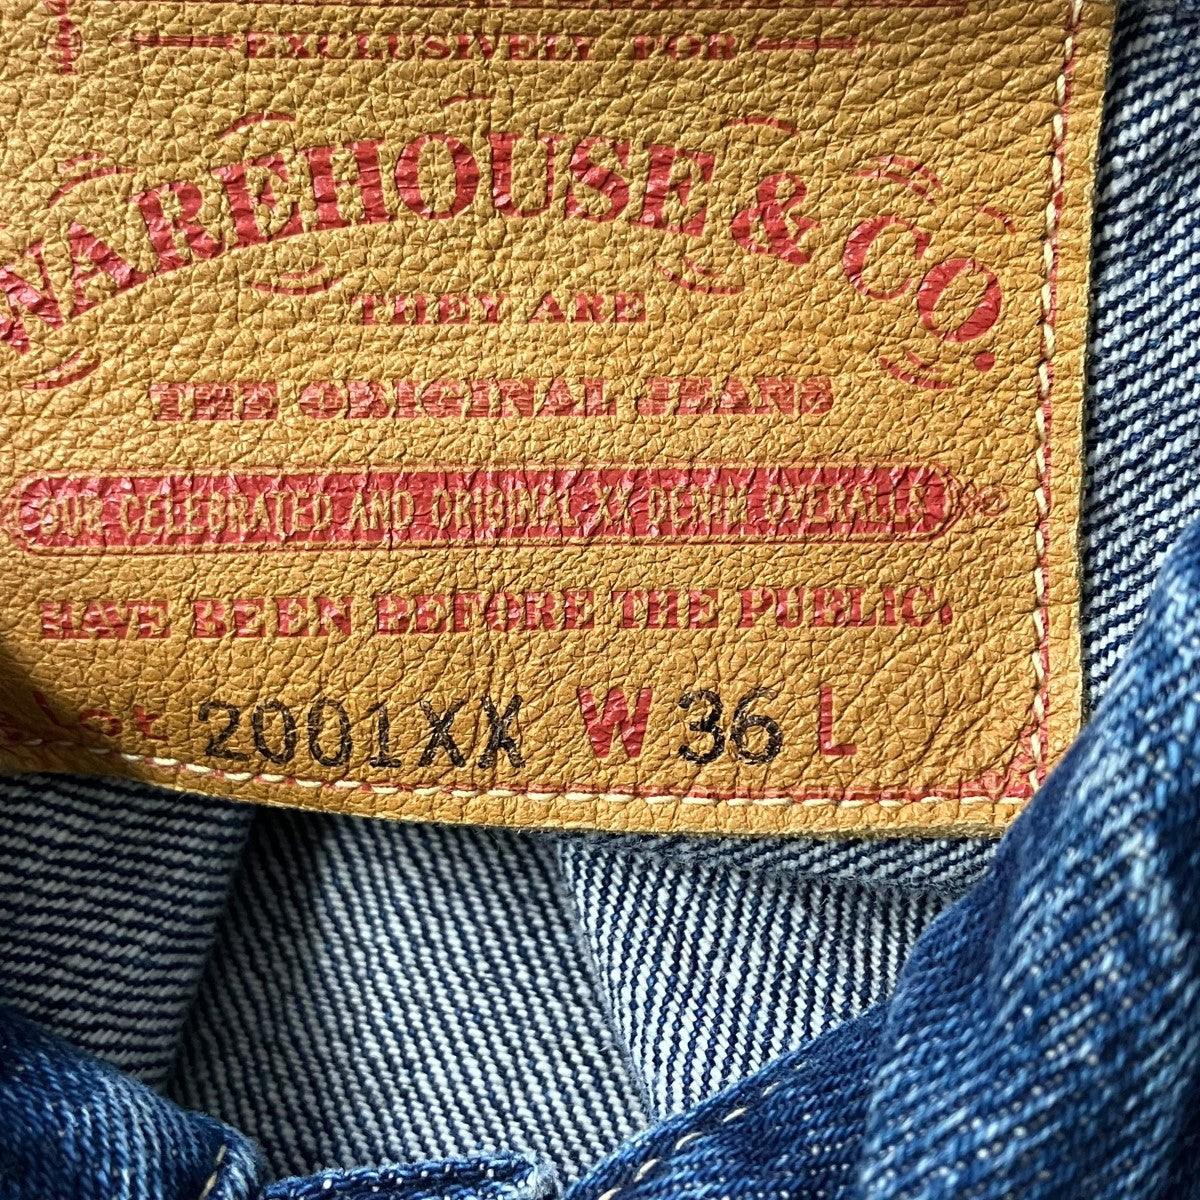 EXCLUSIVELY FOR
WAREHOUSE & CO.
THEY ARE
THE ORIGINAL JEANS
OUR CELEBRATED AND ORIGINAL XX DENIM OVERALLS
HAVE BEEN BEFORE THE PUBLIC.
Lot 2001XX W 36 L